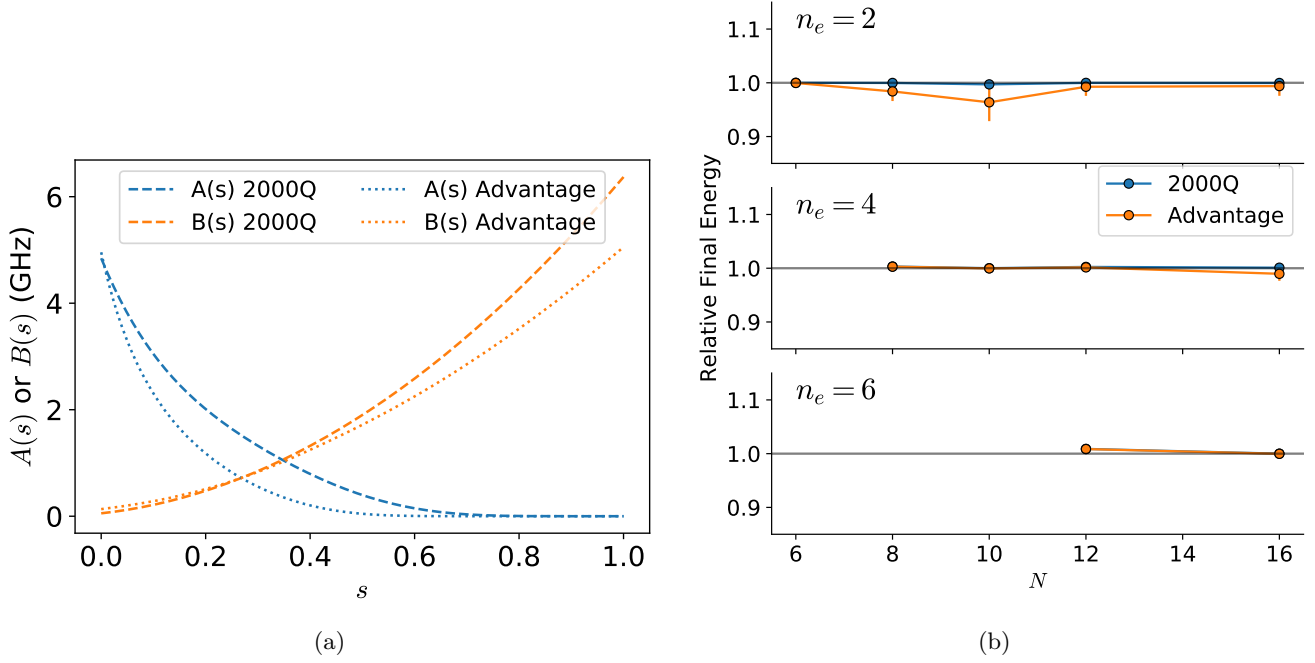 A(s) or B(s) (GHz)
6
4
2
0
A(s) 2000Q
B(s) 2000Q
A(s) Advantage
B(s) Advantage
0.0 0.2 0.4 0.6 0.8 1.0
s
(a)
Relative Final Energy
n_e = 2
1.1
1.0
0.9
n_e = 4
2000Q
Advantage
1.1
1.0
0.9
n_e = 6
1.1
1.0
0.9
6 8 10 12 14 16
N
(b)